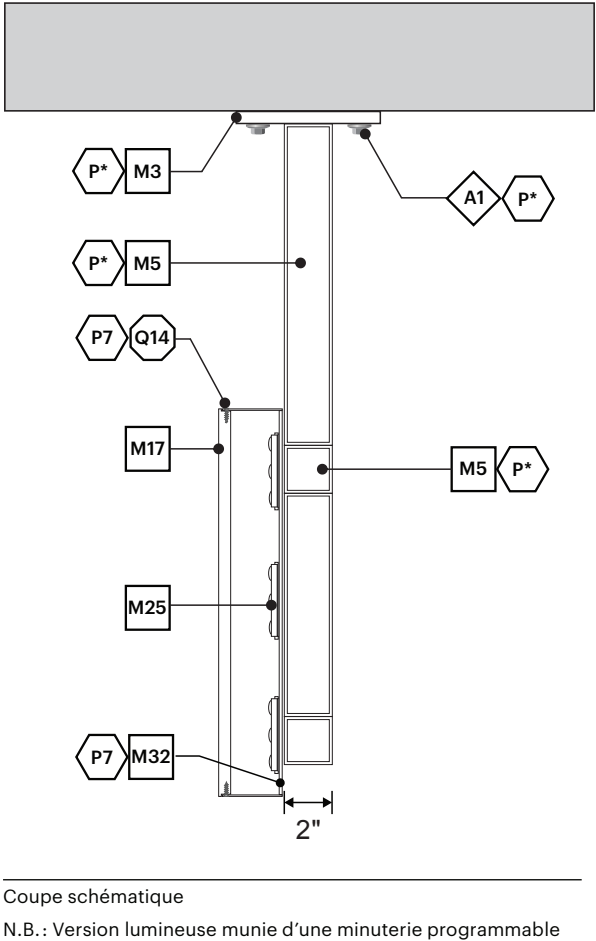 P* M3
A1 P*
P* M5
P7 Q14
M17
M5 P*
M25
P7 M32
2"
Coupe schématique
N.B.: Version lumineuse munie d'une minuterie programmable